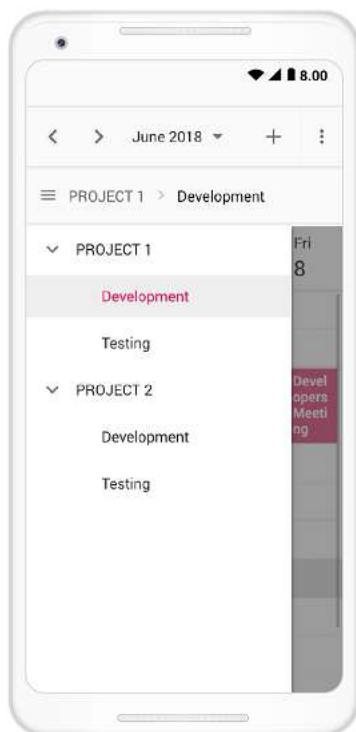 8.00
June 2018
PROJECT 1 > Development
PROJECT 1
Fri
8
Development
Testing
PROJECT 2
Devel
opers
Meeti
ng
Development
Testing